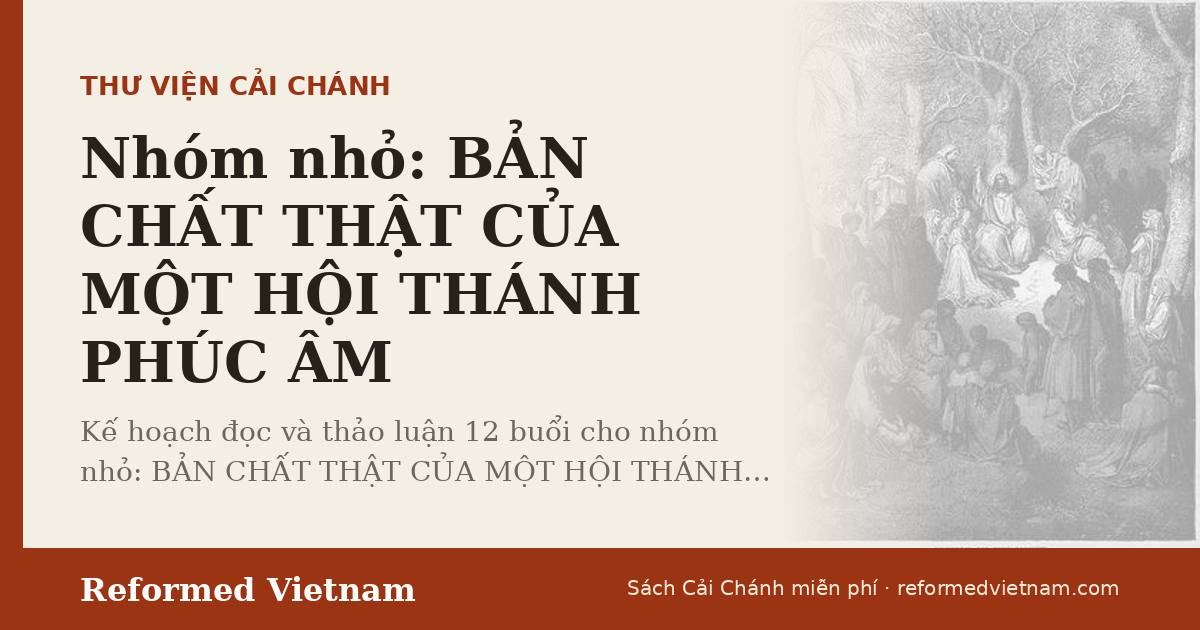 THƯ VIỆN CẢI CHÁNH
Nhóm nhỏ: BẢN
CHẤT THẬT CỦA
MỘT HỘI THÁNH
PHÚC ÂM
Kế hoạch đọc và thảo luận 12 buổi cho nhóm
nhỏ: BẢN CHẤT THẬT CỦA MỘT HỘI THÁNH…
Reformed Vietnam
Sách Cải Chánh miễn phí · reformedvietnam.com